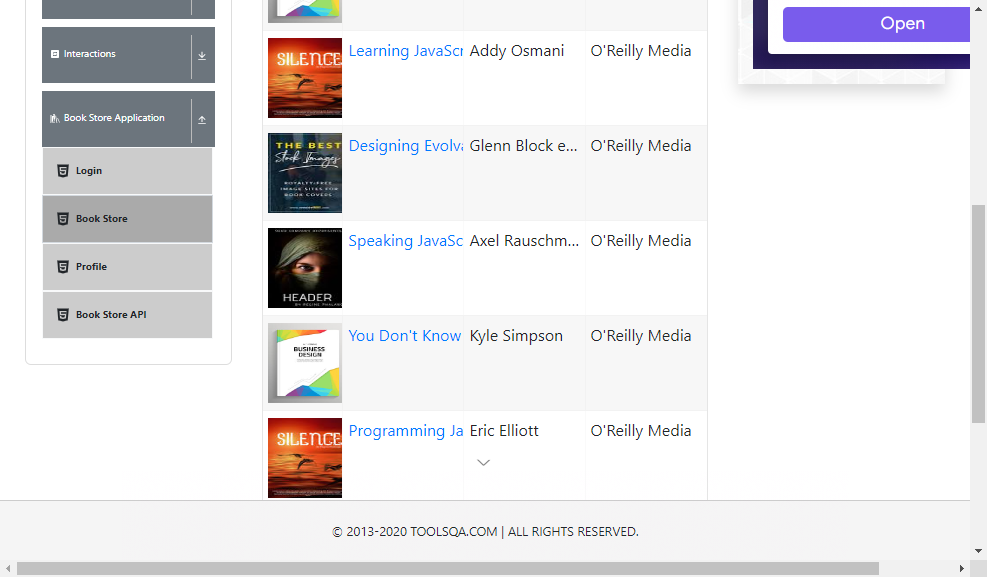 Interactions
Book Store Application
Login
Book Store
Profile
Book Store API
Learning JavaScr
Addy Osmani
O'Reilly Media
SILENCE
Designing Evolva
Glenn Block e...
O'Reilly Media
THE BEST
Stock Images
ROYALTY-FREE
IMAGE SITES FOR
BOOK COVERS
Speaking JavaSc
Axel Rauschm...
O'Reilly Media
HEADER
You Don't Know
Kyle Simpson
O'Reilly Media
BUSINESS
DESIGN
Programming Ja
Eric Elliott
O'Reilly Media
SILENCE
Open
© 2013-2020 TOOLSQA.COM | ALL RIGHTS RESERVED.